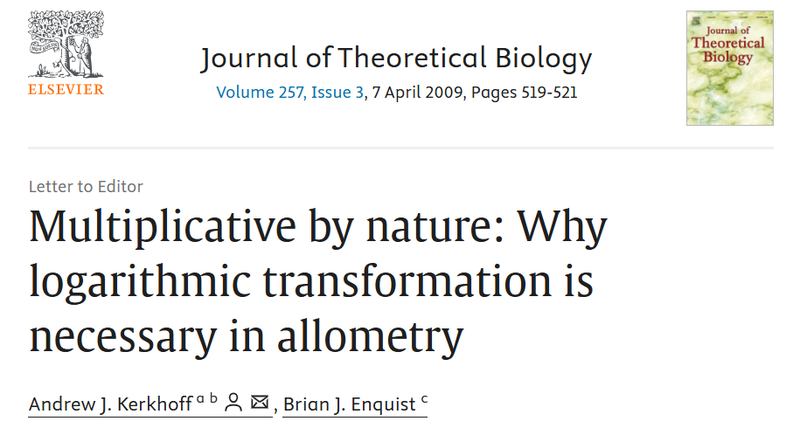 ELSEVIER
Journal of Theoretical Biology
Volume 257, Issue 3, 7 April 2009, Pages 519-521
Journal of
Theoretical
Biology
Letter to Editor
Multiplicative by nature: Why
logarithmic transformation is
necessary in allometry
Andrew J. Kerkhoff a b, Brian J. Enquist c